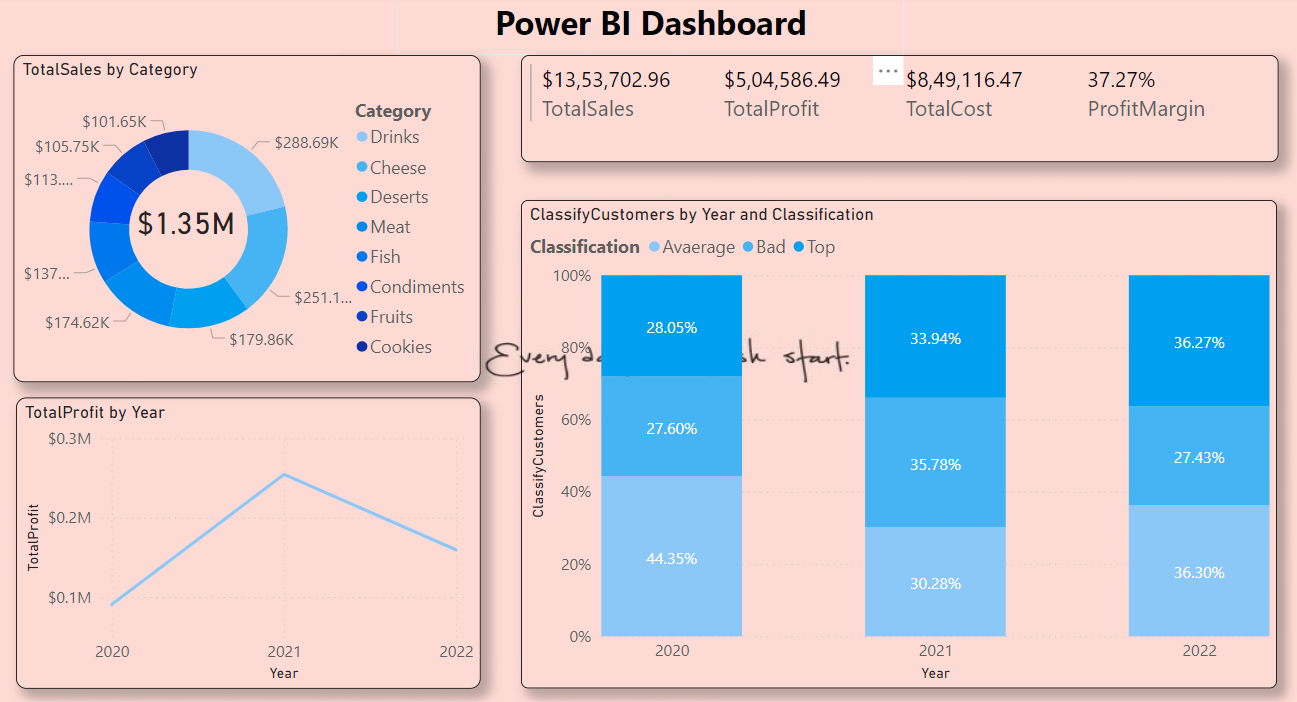 Power BI Dashboard
TotalSales by Category
$101.65K
$105.75K
$113....
$137...
$174.62K
$288.69K
$251.1...
$179.86K
$1.35M
Category
Drinks
Cheese
Deserts
Meat
Fish
Condiments
Fruits
Cookies
$13,53,702.96
TotalSales
$5,04,586.49
TotalProfit
$8,49,116.47
TotalCost
37.27%
ProfitMargin
TotalProfit by Year
TotalProfit
$0.3M
$0.2M
$0.1M
2020 2021 2022
Year
ClassifyCustomers by Year and Classification
Classification Avaerage Bad Top
ClassifyCustomers
100%
80%
60%
40%
20%
0%
28.05%
27.60%
44.35%
33.94%
35.78%
30.28%
36.27%
27.43%
36.30%
2020 2021 2022
Year
Every start.